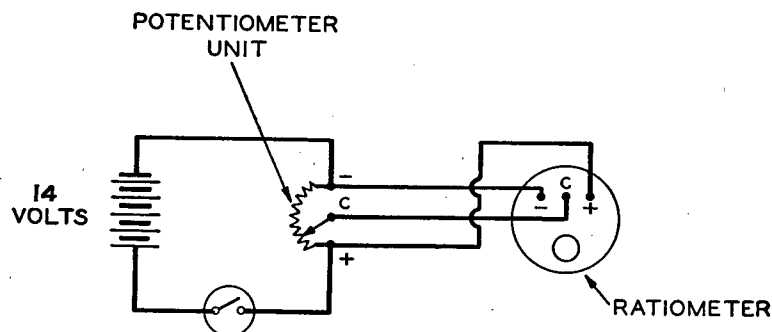 POTENTIOMETER
UNIT
14
VOLTS
-
C
+
-
C
+
RATIOMETER